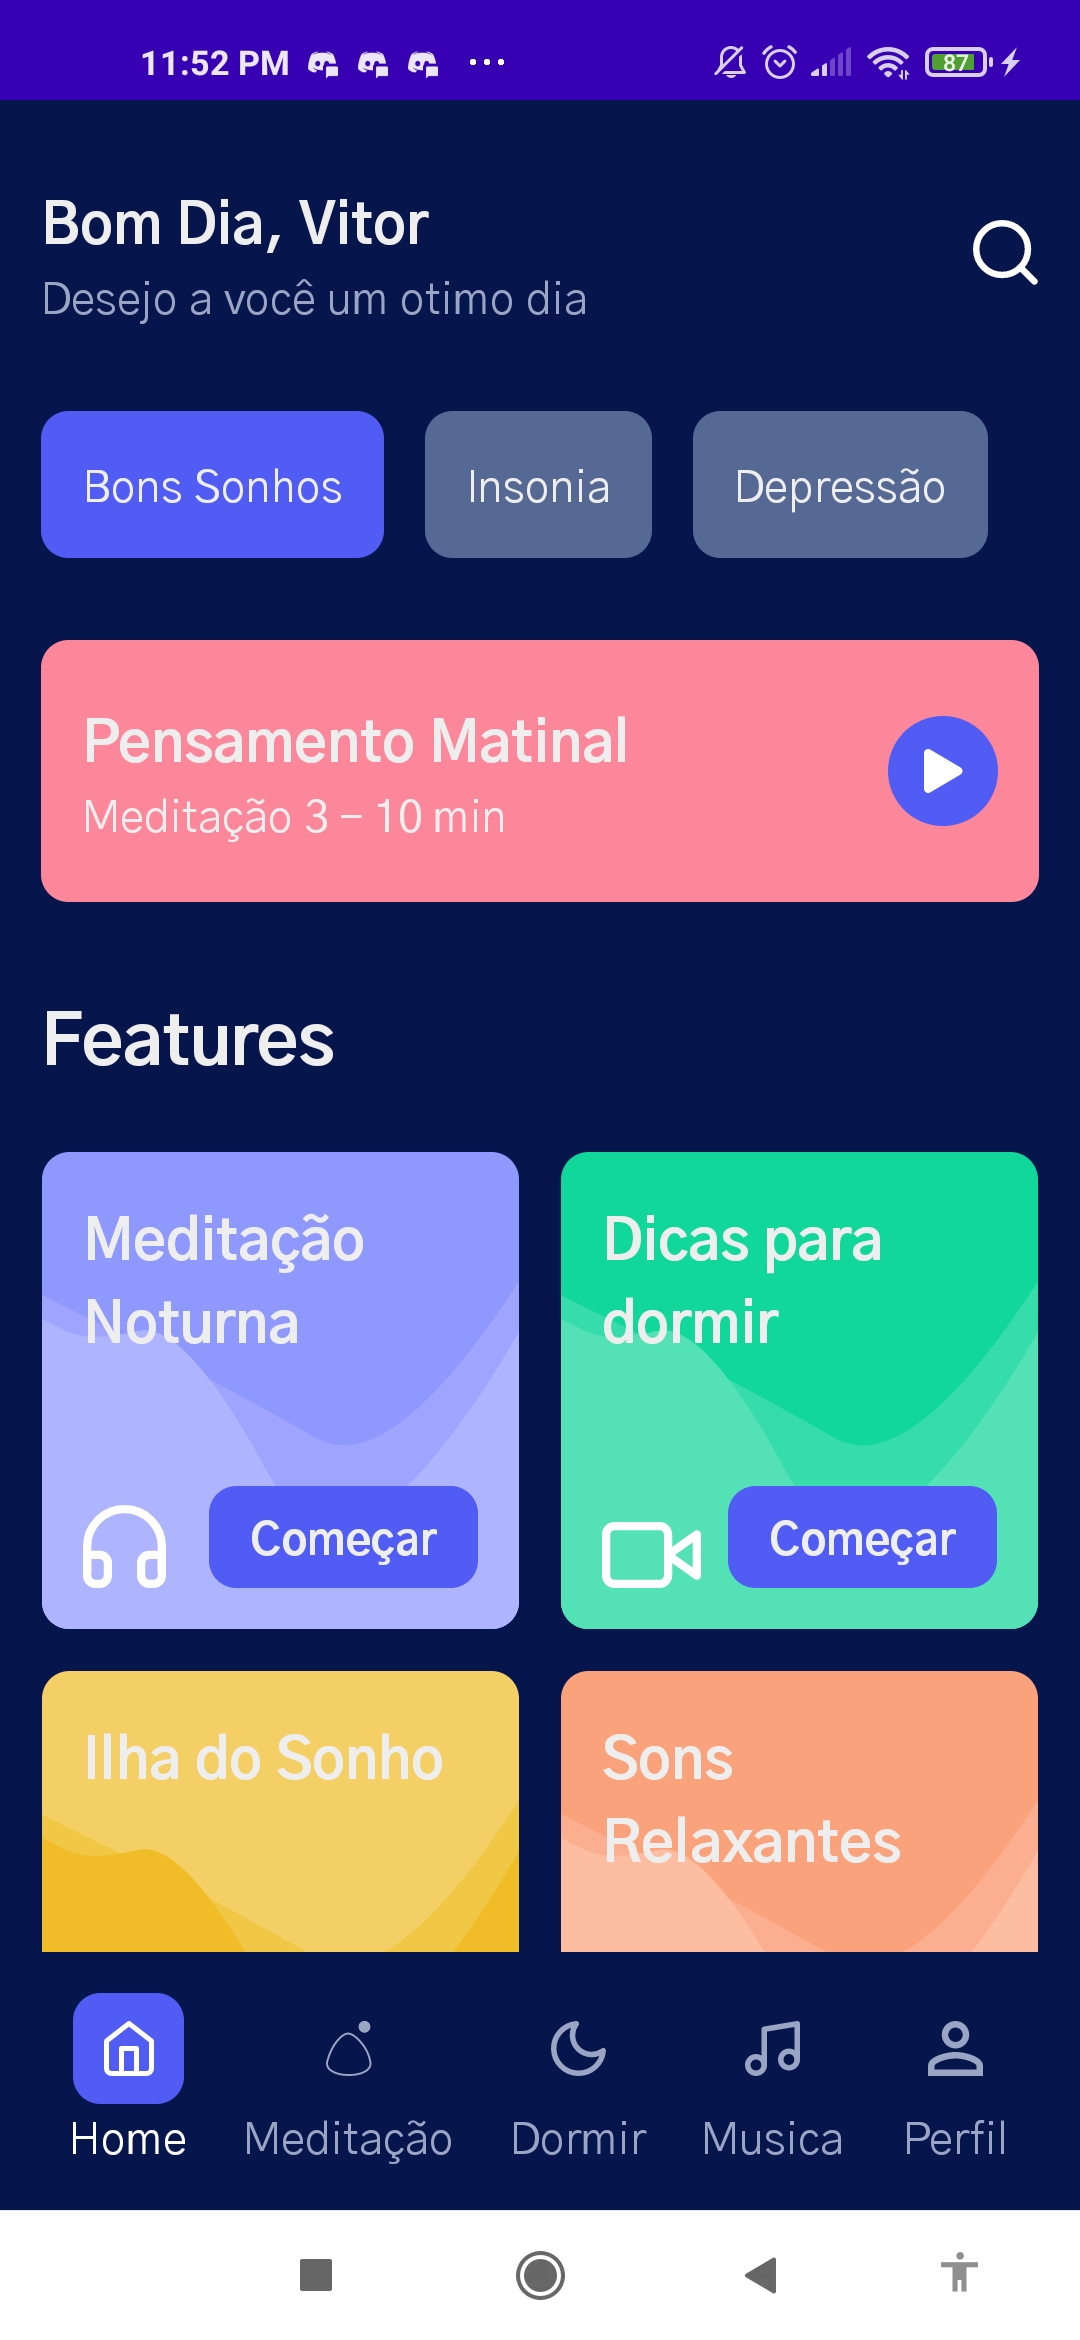 11:52 PM
87
Bom Dia, Vitor
Desejo a você um otimo dia
Bons Sonhos
Insonia
Depressão
Pensamento Matinal
Meditação 3 - 10 min
Features
Meditação
Noturna
Começar
Dicas para
dormir
Começar
Ilha do Sonho
Sons
Relaxantes
Home
Meditação
Dormir
Musica
Perfil